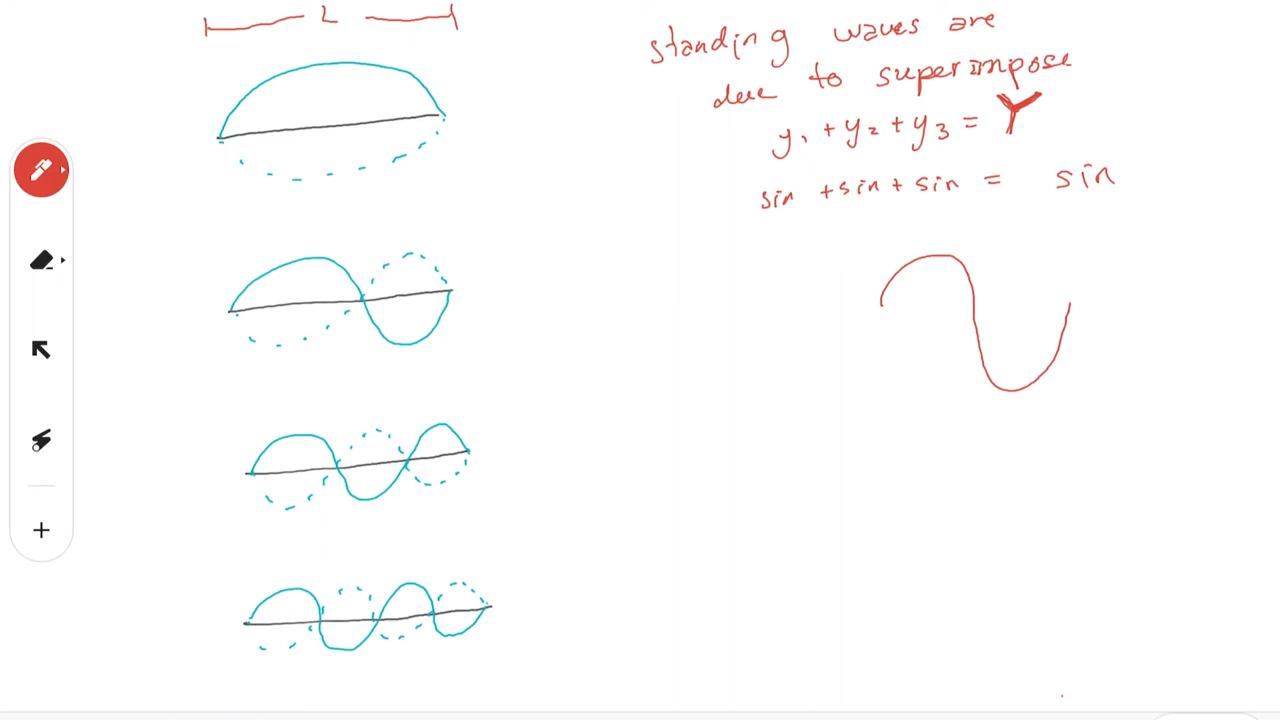 L
standing waves are
due to superimpose
y₁ + y₂ + y₃ = Y
sin + sin + sin = sin